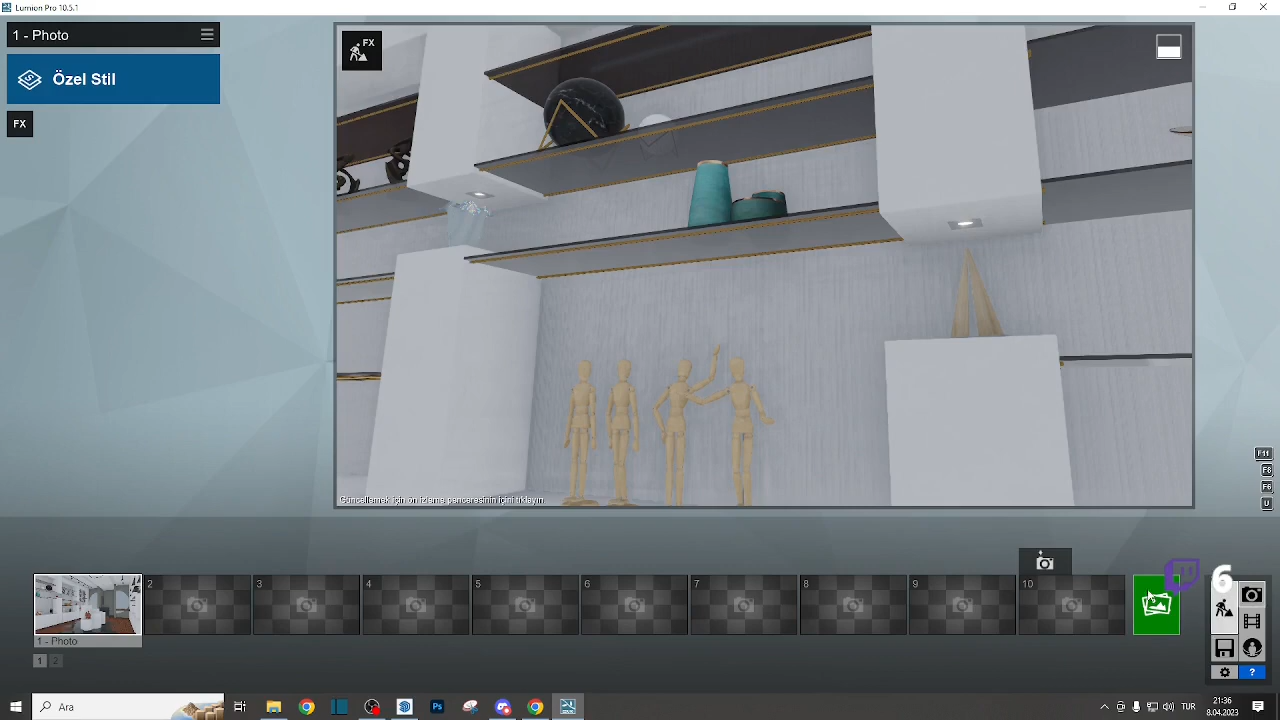 Lumion Pro 10.5.1
1 - Photo
Özel Stil
FX
FX
Güncellemek için ön izleme penceresinin içini tıklayın.
F11
F8
F6
U
2
3
4
5
6
7
8
9
10
6
1 - Photo
1
2
?
Ara
Ps
TUR
21:36
8.04.2023